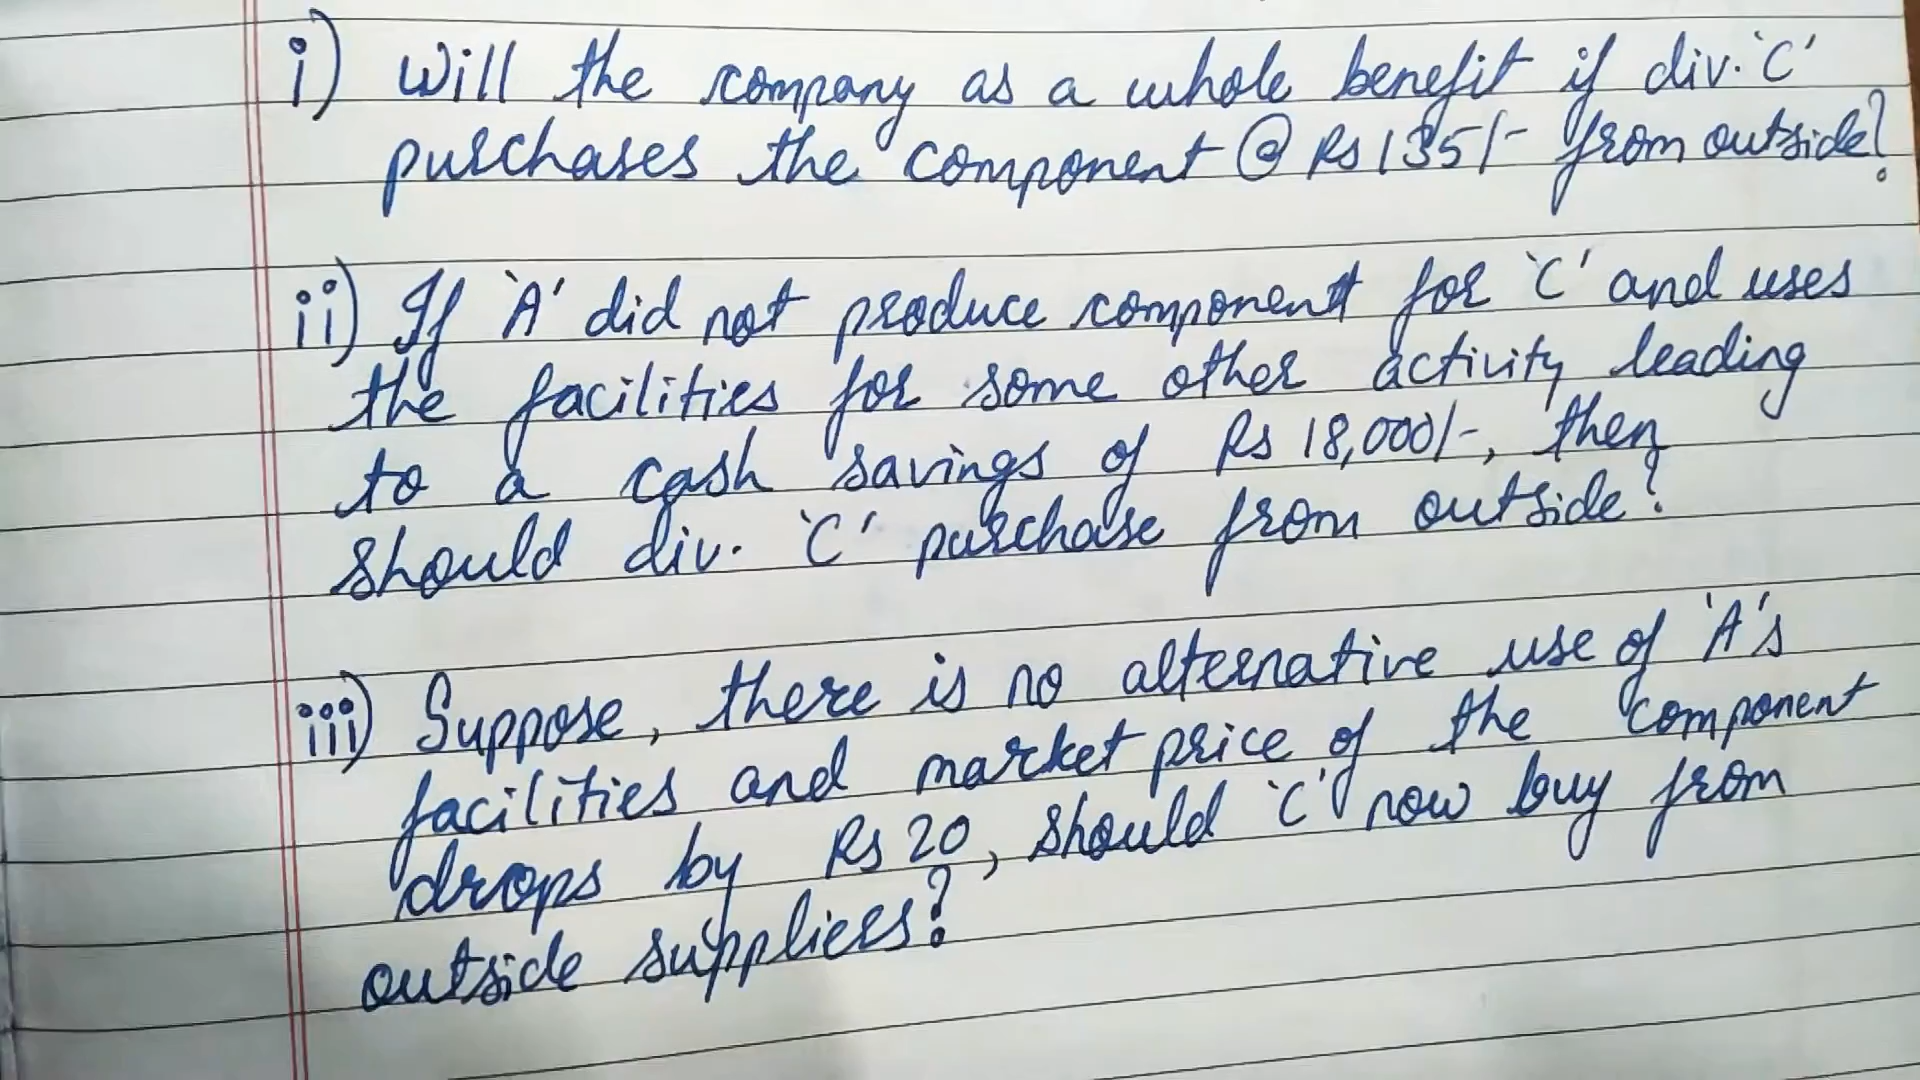 i) Will the company as a whole benefit if div. 'C'
purchases the component @ Rs 135/- from outside?
ii) If 'A' did not produce component for 'C' and uses
the facilities for some other activity leading
to a cash savings of Rs 18,000/-, then
should div. 'C' purchase from outside?
iii) Suppose, there is no alternative use of 'A's
facilities and market price of the component
drops by Rs 20, should 'C' now buy from
outside suppliers?